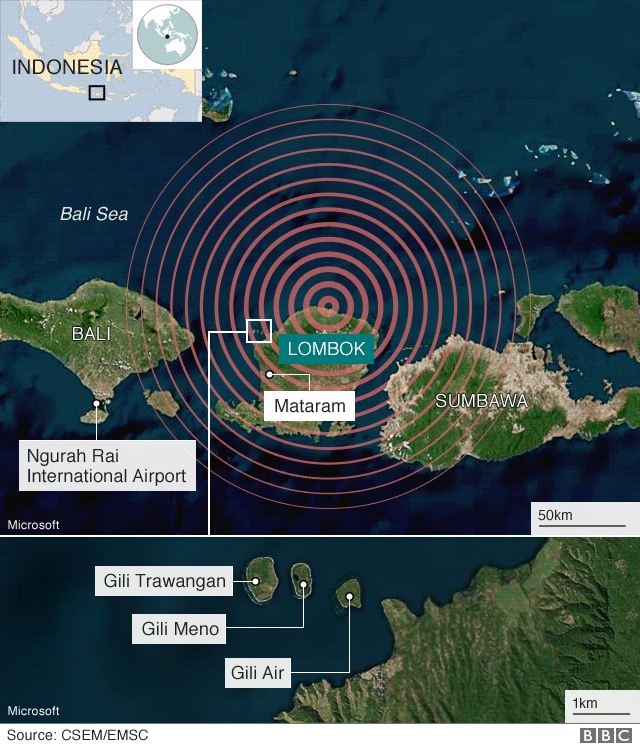 INDONESIA
Bali Sea
BALI
LOMBOK
Mataram
SUMBAWA
Ngurah Rai
International Airport
Microsoft
50km
Gili Trawangan
Gili Meno
Gili Air
Microsoft
1km
Source: CSEM/EMSC
BBC